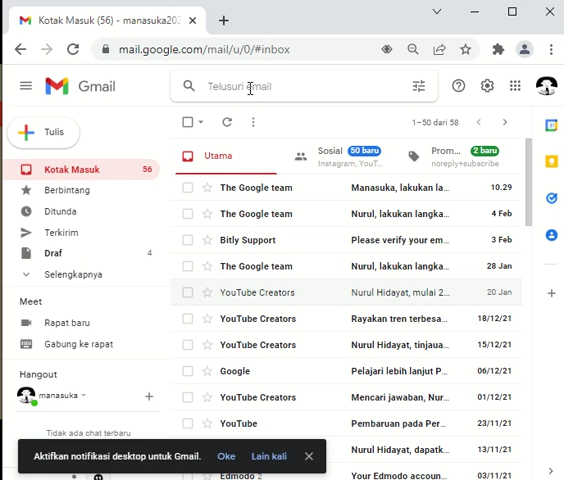 Kotak Masuk (56) - manasuka202
mail.google.com/mail/u/0/#inbox
Gmail
Telusuri email
Tulis
1–50 dari 58
Kotak Masuk 56
Berbintang
Ditunda
Terkirim
Draf 4
Selengkapnya
Meet
Rapat baru
Gabung ke rapat
Hangout
manasuka
Tidak ada chat terbaru
Utama
Sosial 50 baru
Instagram, YouT...
Prom... 2 baru
noreply+subscribe
The Google team Manasuka, lakukan la... 10.29
The Google team Nurul, lakukan langka... 4 Feb
Bitly Support Please verify your em... 3 Feb
The Google team Nurul, lakukan langka... 28 Jan
YouTube Creators Nurul Hidayat, mulai 2... 20 Jan
YouTube Creators Rayakan tren terbesa... 18/12/21
YouTube Creators Nurul Hidayat, tinjaua... 15/12/21
Google Pelajari lebih lanjut P... 06/12/21
YouTube Creators Mencari jawaban, Nur... 01/12/21
YouTube Pembaruan pada Per... 23/11/21
Nurul Hidayat, dapatk... 13/11/21
Edmodo 2 Your Edmodo accoun... 03/11/21
Aktifkan notifikasi desktop untuk Gmail. Oke Lain kali